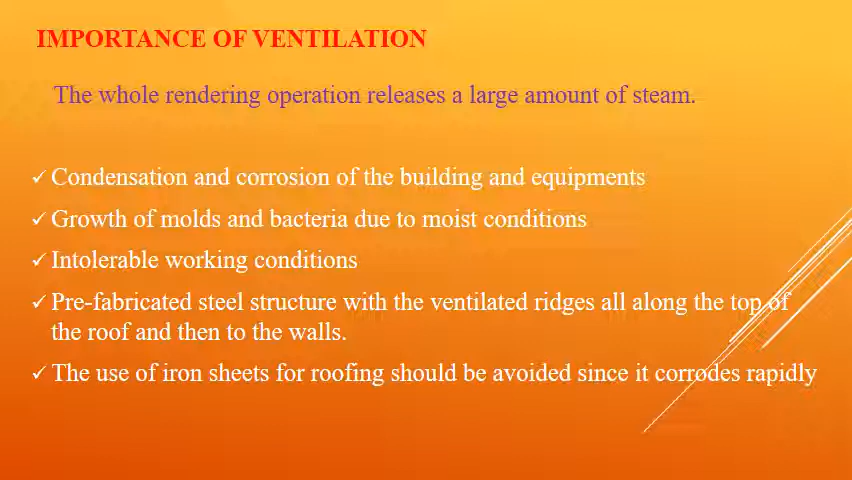 IMPORTANCE OF VENTILATION
The whole rendering operation releases a large amount of steam.
✓ Condensation and corrosion of the building and equipments
✓ Growth of molds and bacteria due to moist conditions
✓ Intolerable working conditions
✓ Pre-fabricated steel structure with the ventilated ridges all along the top of
the roof and then to the walls.
✓ The use of iron sheets for roofing should be avoided since it corrodes rapidly